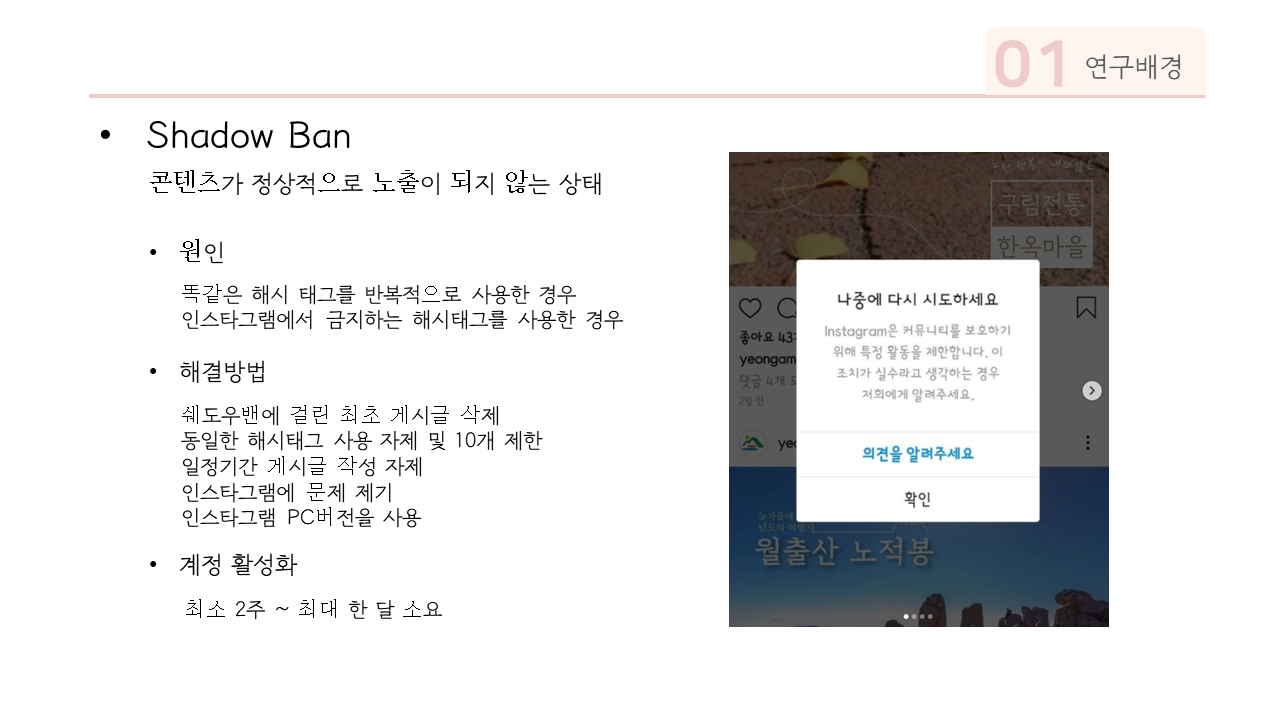 01 연구배경
• Shadow Ban
콘텐츠가 정상적으로 노출이 되지 않는 상태
• 원인
똑같은 해시 태그를 반복적으로 사용한 경우
인스타그램에서 금지하는 해시태그를 사용한 경우
• 해결방법
쉐도우밴에 걸린 최초 게시글 삭제
동일한 해시태그 사용 자제 및 10개 제한
일정기간 게시글 작성 자제
인스타그램에 문제 제기
인스타그램 PC버전을 사용
• 계정 활성화
최소 2주 ~ 최대 한 달 소요
구림전통
한옥마을
좋아요 43
yeongam
댓글 4개
2일 전
나중에 다시 시도하세요
Instagram은 커뮤니티를 보호하기
위해 특정 활동을 제한합니다. 이
조치가 실수라고 생각하는 경우
저희에게 알려주세요.
의견을 알려주세요
확인
늦가을에
남도의 여행지
월출산 노적봉